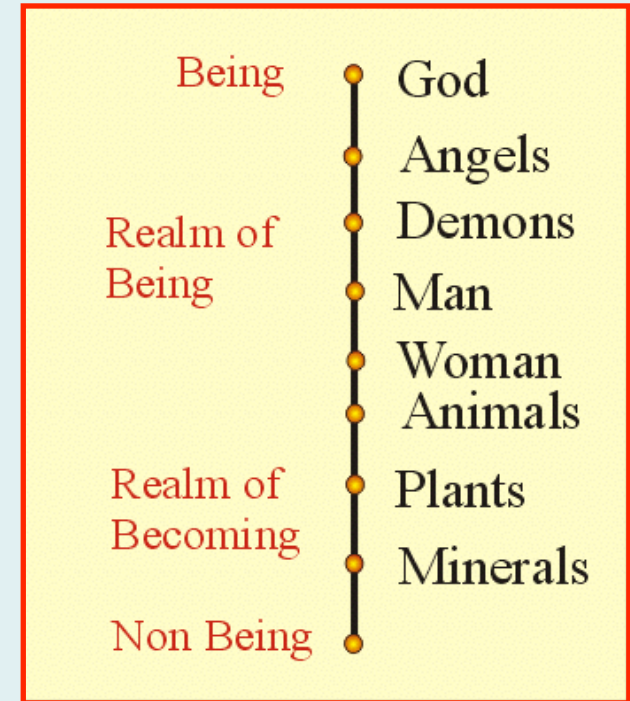 Being
God
Angels
Demons
Realm of
Being
Man
Woman
Animals
Realm of
Becoming
Plants
Minerals
Non Being